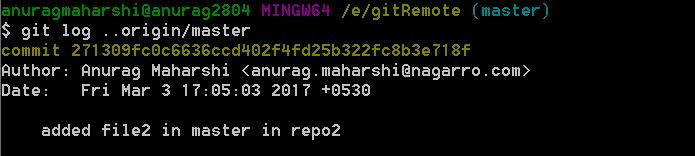 anuragmaharshi@anurag2804 MINGW64 /e/gitRemote (master)
$ git log ..origin/master
commit 271309fc0c6636ccd402f4fd25b322fc8b3e718f
Author: Anurag Maharshi <anurag.maharshi@nagarro.com>
Date:   Fri Mar 3 17:05:03 2017 +0530
    added file2 in master in repo2